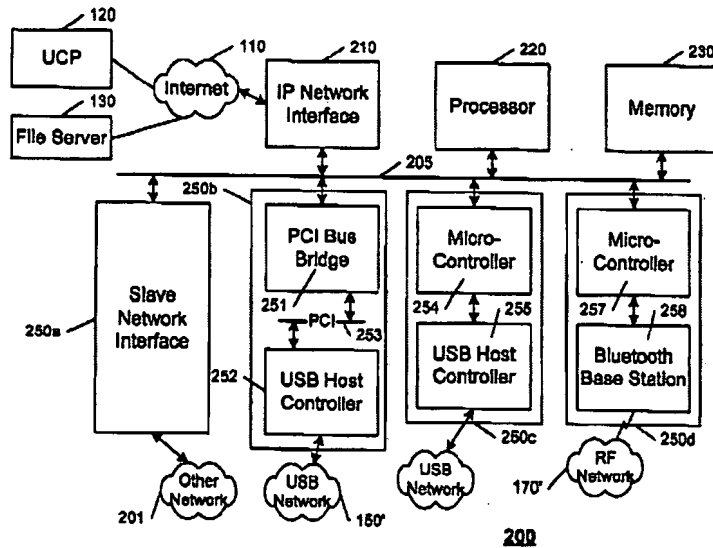 120
UCP
110
210
220
230
Internet
IP Network
Interface
Processor
Memory
130
File Server
205
250b
PCI Bus
Bridge
Micro-
Controller
Micro-
Controller
Slave
Network
Interface
250a
251
PCI
253
254
255
257
258
252
USB Host
Controller
USB Host
Controller
Bluetooth
Base Station
250c
250d
Other
Network
201
USB
Network
150'
USB
Network
RF
Network
170'
200